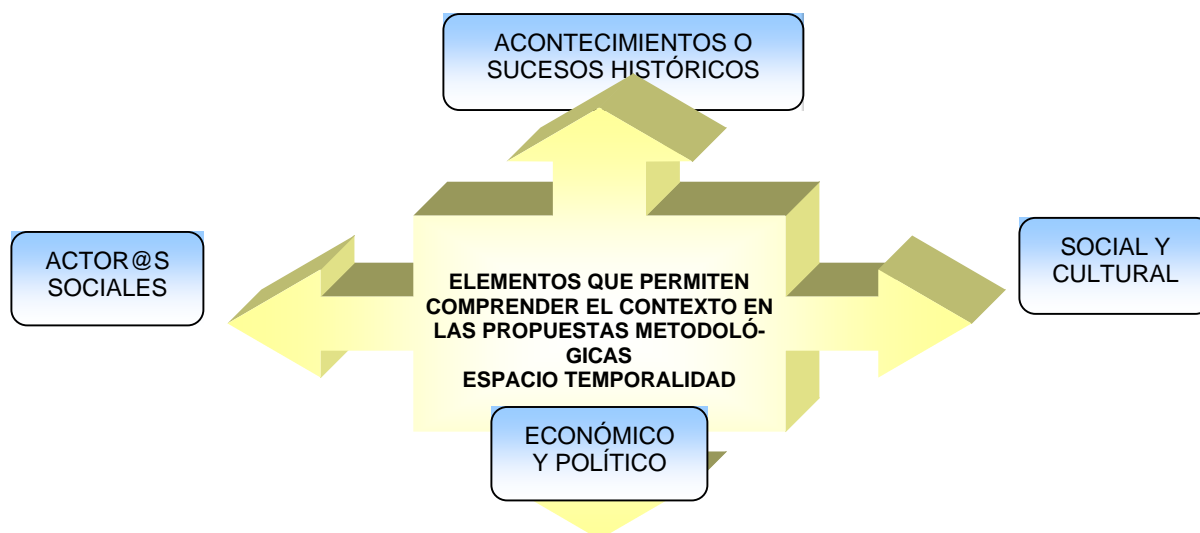 ACONTECIMIENTOS O
SUCESOS HISTÓRICOS
ACTOR@S
SOCIALES
SOCIAL Y
CULTURAL
ELEMENTOS QUE PERMITEN
COMPRENDER EL CONTEXTO EN
LAS PROPUESTAS METODOLÓ-
GICAS
ESPACIO TEMPORALIDAD
ECONÓMICO
Y POLÍTICO